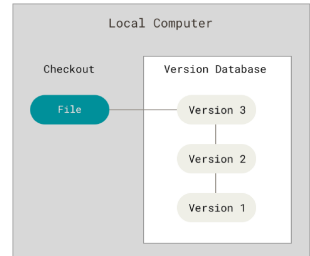 Local Computer
Checkout
Version Database
File
Version 3
Version 2
Version 1